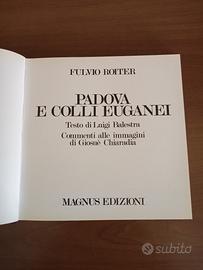 FULVIO ROITER
PADOVA
E COLLI EUGANEI
Testo di Luigi Balestra
Commenti alle immagini
di Giosuè Chiaradia
MAGNUS EDIZIONI
subito